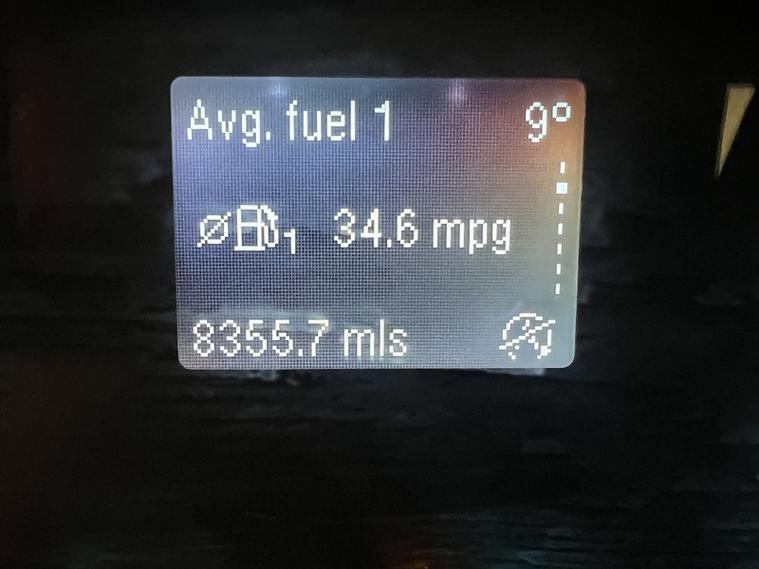 Avg. fuel 1 9°
Ø 1 34.6 mpg
8355.7 mls